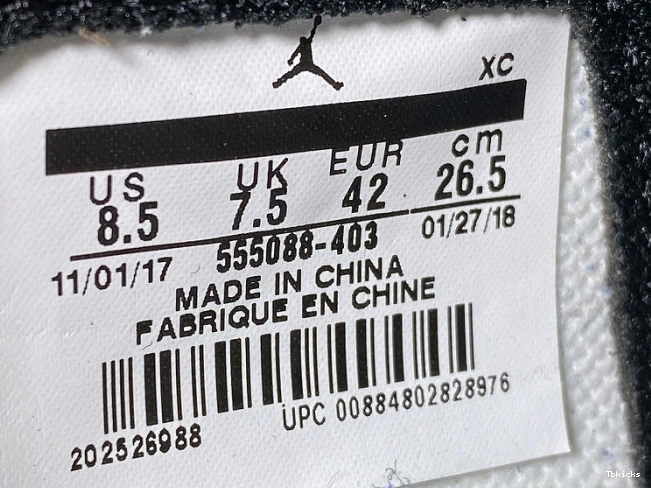 XC
US UK EUR cm
8.5 7.5 42 26.5
11/01/17 555088-403 01/27/18
MADE IN CHINA
FABRIQUE EN CHINE
UPC 00884802828976
202526988
Tbkicks